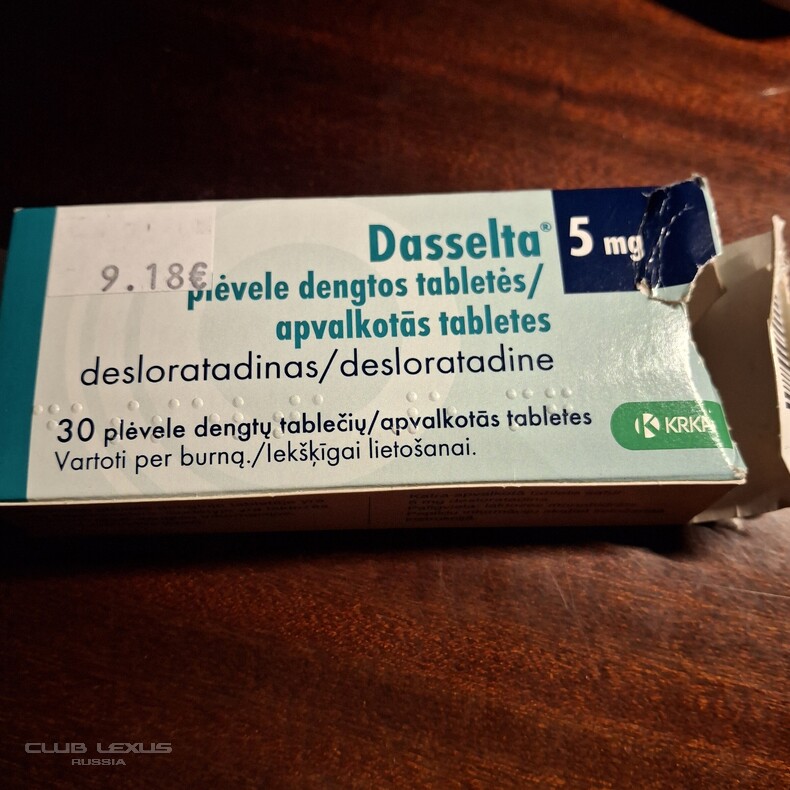 Dasselta® 5 mg
9.18€
plėvele dengtos tabletės/
apvalkotās tabletes
desloratadinas/desloratadine
30 plėvele dengtų tablečių/apvalkotās tabletes
Vartoti per burną./Iekšķīgai lietošanai.
KRKA
CLUB LEXUS
RUSSIA